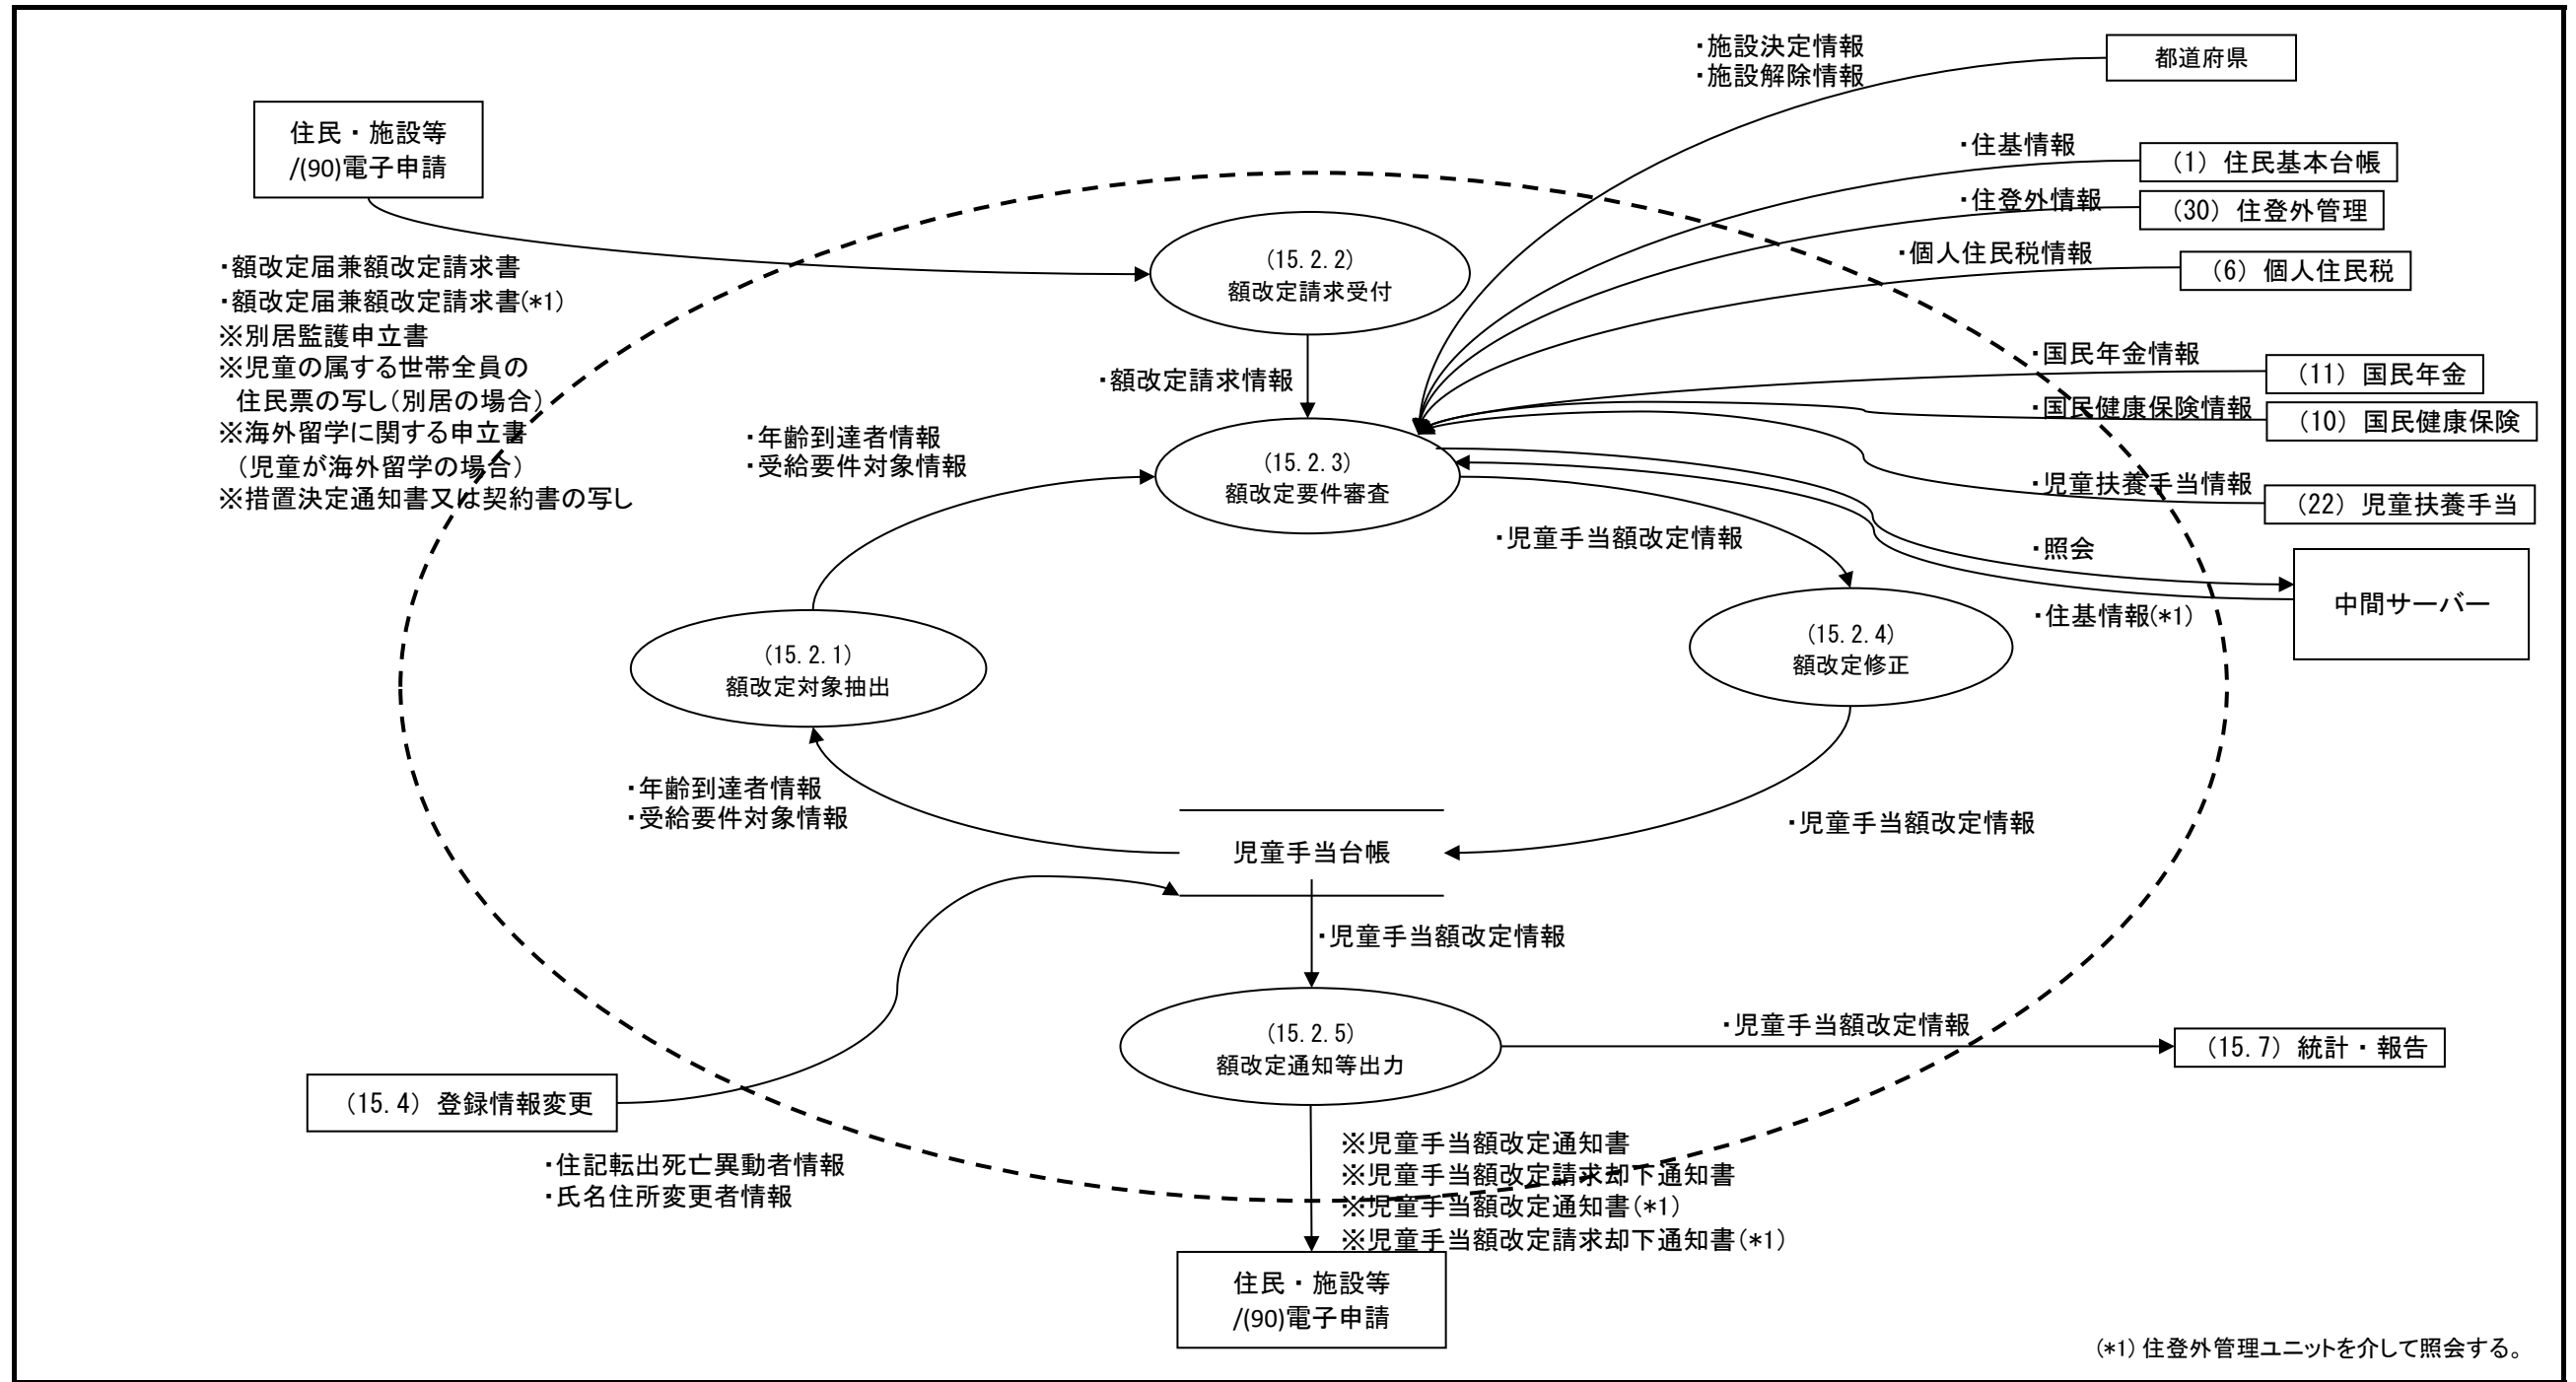 ・施設決定情報
・施設解除情報
都道府県
住民・施設等
/(90)電子申請
・住基情報
(1) 住民基本台帳
・住登外情報
(30) 住登外管理
・個人住民税情報
(6) 個人住民税
・額改定届兼額改定請求書
・額改定届兼額改定請求書(*1)
※別居監護申立書
※児童の属する世帯全員の
住民票の写し(別居の場合)
※海外留学に関する申立書
(児童が海外留学の場合)
※措置決定通知書又は契約書の写し
(15.2.2)
額改定請求受付
・額改定請求情報
・国民年金情報
(11) 国民年金
・国民健康保険情報
(10) 国民健康保険
・年齢到達者情報
・受給要件対象情報
(15.2.3)
額改定要件審査
・児童扶養手当情報
(22) 児童扶養手当
・児童手当額改定情報
・照会
中間サーバー
・住基情報(*1)
(15.2.1)
額改定対象抽出
(15.2.4)
額改定修正
・年齢到達者情報
・受給要件対象情報
児童手当台帳
・児童手当額改定情報
・児童手当額改定情報
(15.2.5)
額改定通知等出力
・児童手当額改定情報
(15.7) 統計・報告
(15.4) 登録情報変更
・住記転出死亡異動者情報
・氏名住所変更者情報
※児童手当額改定通知書
※児童手当額改定請求却下通知書
※児童手当額改定通知書(*1)
※児童手当額改定請求却下通知書(*1)
住民・施設等
/(90)電子申請
(*1) 住登外管理ユニットを介して照会する。